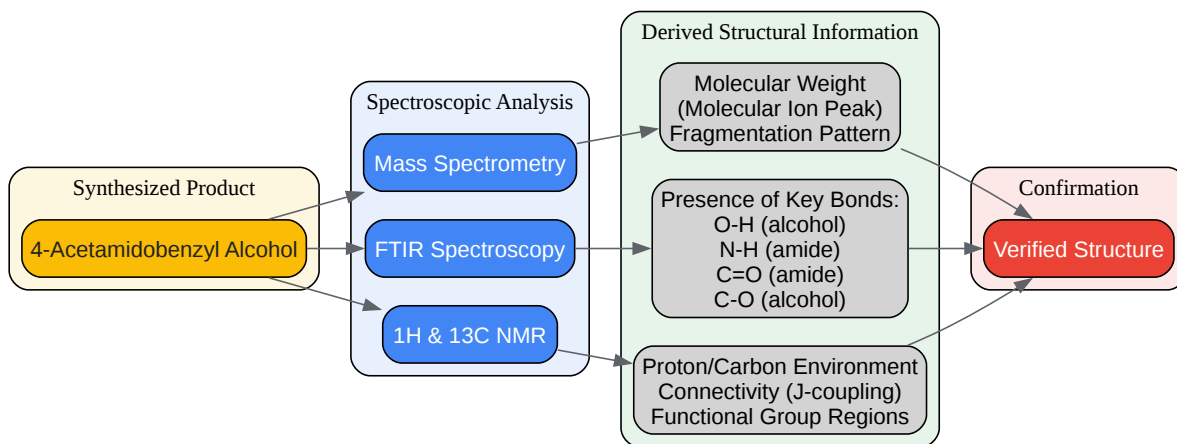 Synthesized Product
4-Acetamidobenzyl Alcohol
Spectroscopic Analysis
Mass Spectrometry
FTIR Spectroscopy
1H & 13C NMR
Derived Structural Information
Molecular Weight
(Molecular Ion Peak)
Fragmentation Pattern
Presence of Key Bonds:
O-H (alcohol)
N-H (amide)
C=O (amide)
C-O (alcohol)
Proton/Carbon Environment
Connectivity (J-coupling)
Functional Group Regions
Confirmation
Verified Structure